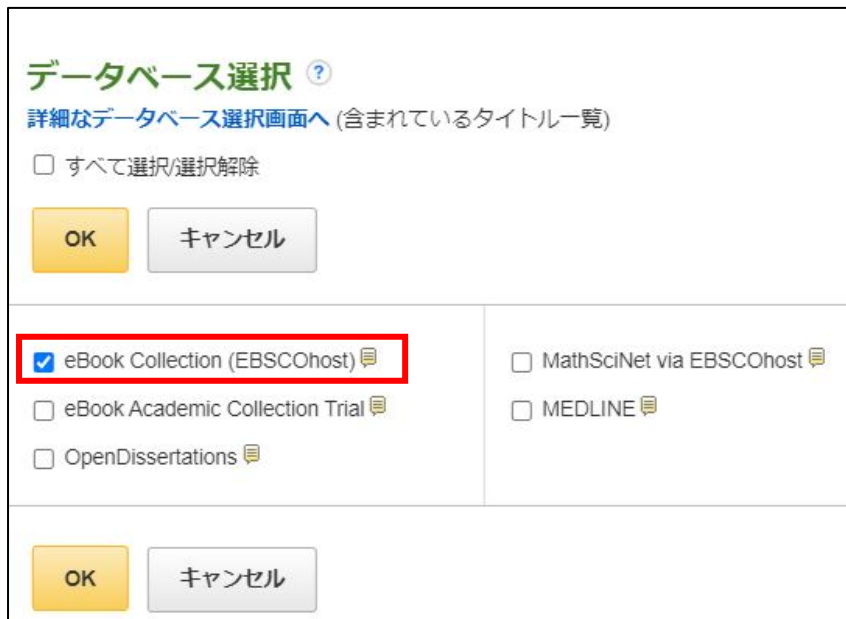 データベース選択 ?
詳細なデータベース選択画面へ (含まれているタイトル一覧)
すべて選択/選択解除
OK キャンセル
eBook Collection (EBSCOhost) MathSciNet via EBSCOhost
eBook Academic Collection Trial MEDLINE
OpenDissertations
OK キャンセル